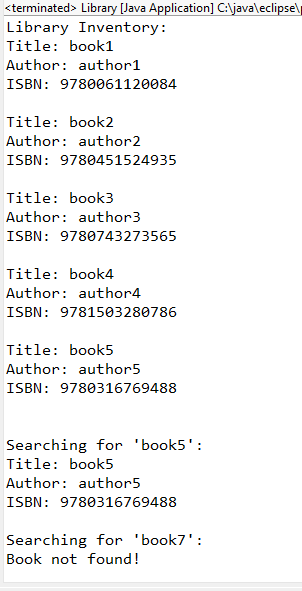 <terminated> Library [Java Application] C:\java\eclipse\
Library Inventory:
Title: book1
Author: author1
ISBN: 9780061120084
Title: book2
Author: author2
ISBN: 9780451524935
Title: book3
Author: author3
ISBN: 9780743273565
Title: book4
Author: author4
ISBN: 9781503280786
Title: book5
Author: author5
ISBN: 9780316769488
Searching for 'book5':
Title: book5
Author: author5
ISBN: 9780316769488
Searching for 'book7':
Book not found!